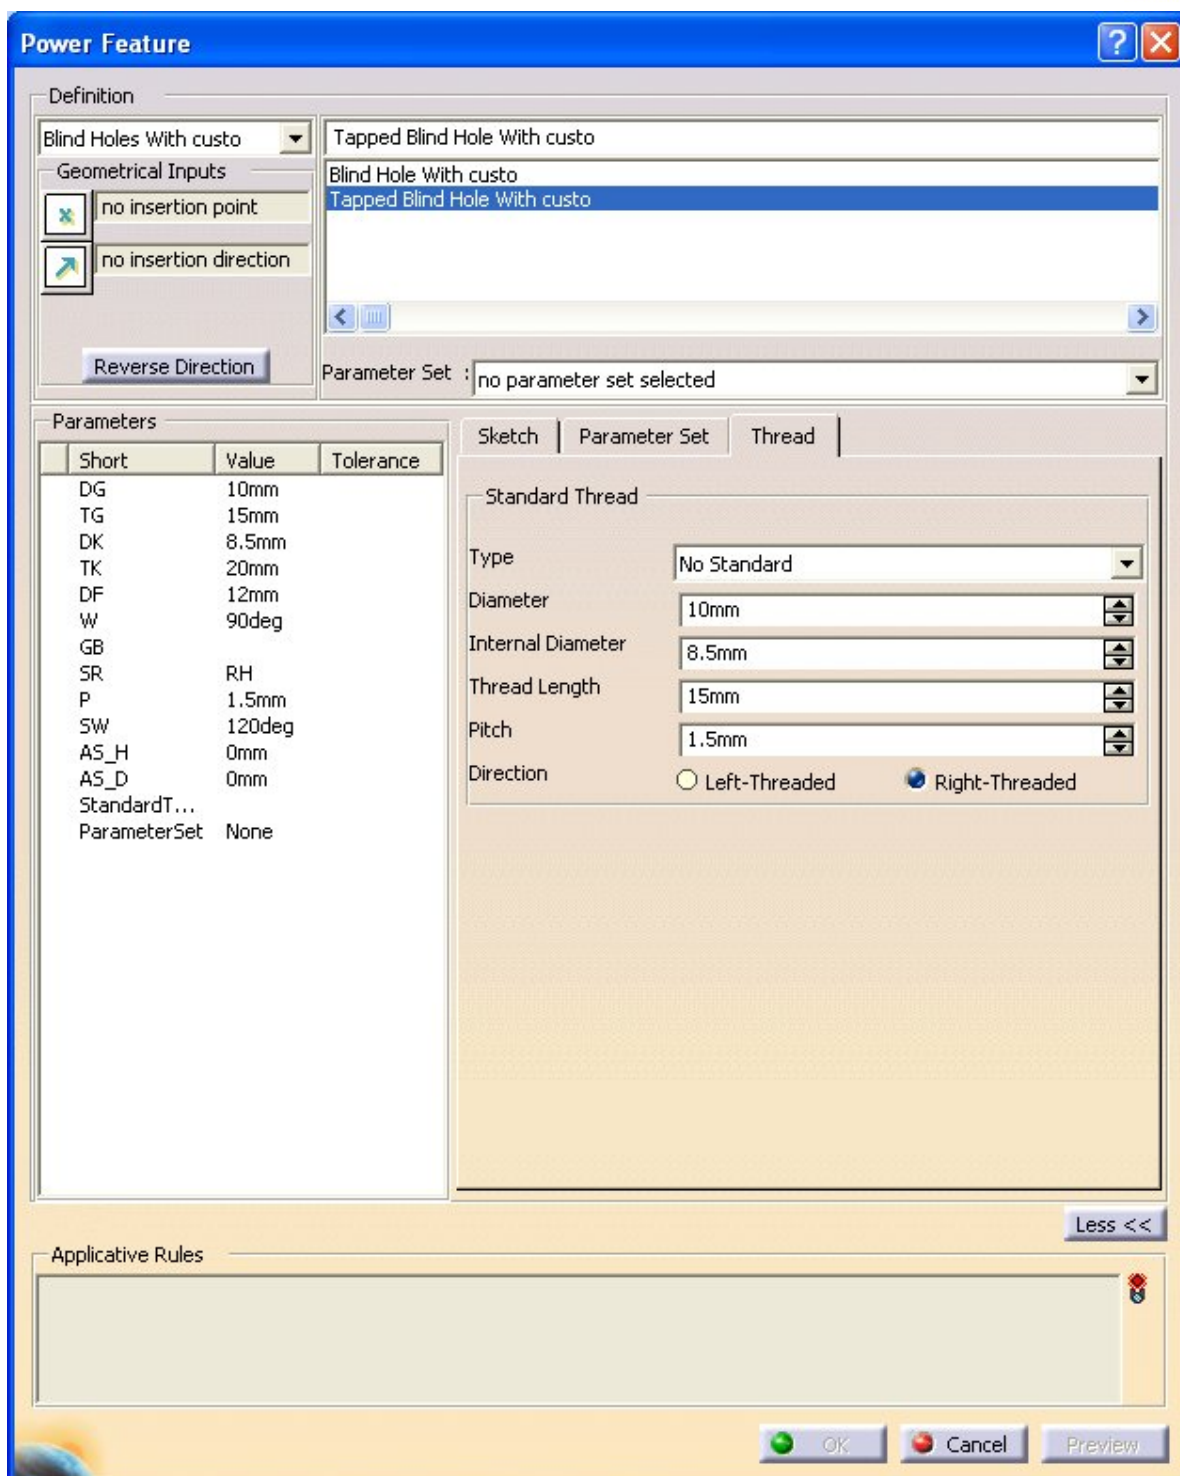 Power Feature
Definition
Blind Holes With custo
Tapped Blind Hole With custo
Geometrical Inputs
Blind Hole With custo
Tapped Blind Hole With custo
no insertion point
no insertion direction
Reverse Direction
Parameter Set :
no parameter set selected
Parameters
Sketch Parameter Set Thread
Short Value Tolerance
DG 10mm
TG 15mm
DK 8.5mm
TK 20mm
DF 12mm
W 90deg
GB
SR RH
P 1.5mm
SW 120deg
AS_H 0mm
AS_D 0mm
StandardT...
ParameterSet None
Standard Thread
Type No Standard
Diameter 10mm
Internal Diameter 8.5mm
Thread Length 15mm
Pitch 1.5mm
Direction Left-Threaded Right-Threaded
Less <<
Applicative Rules
OK Cancel Preview